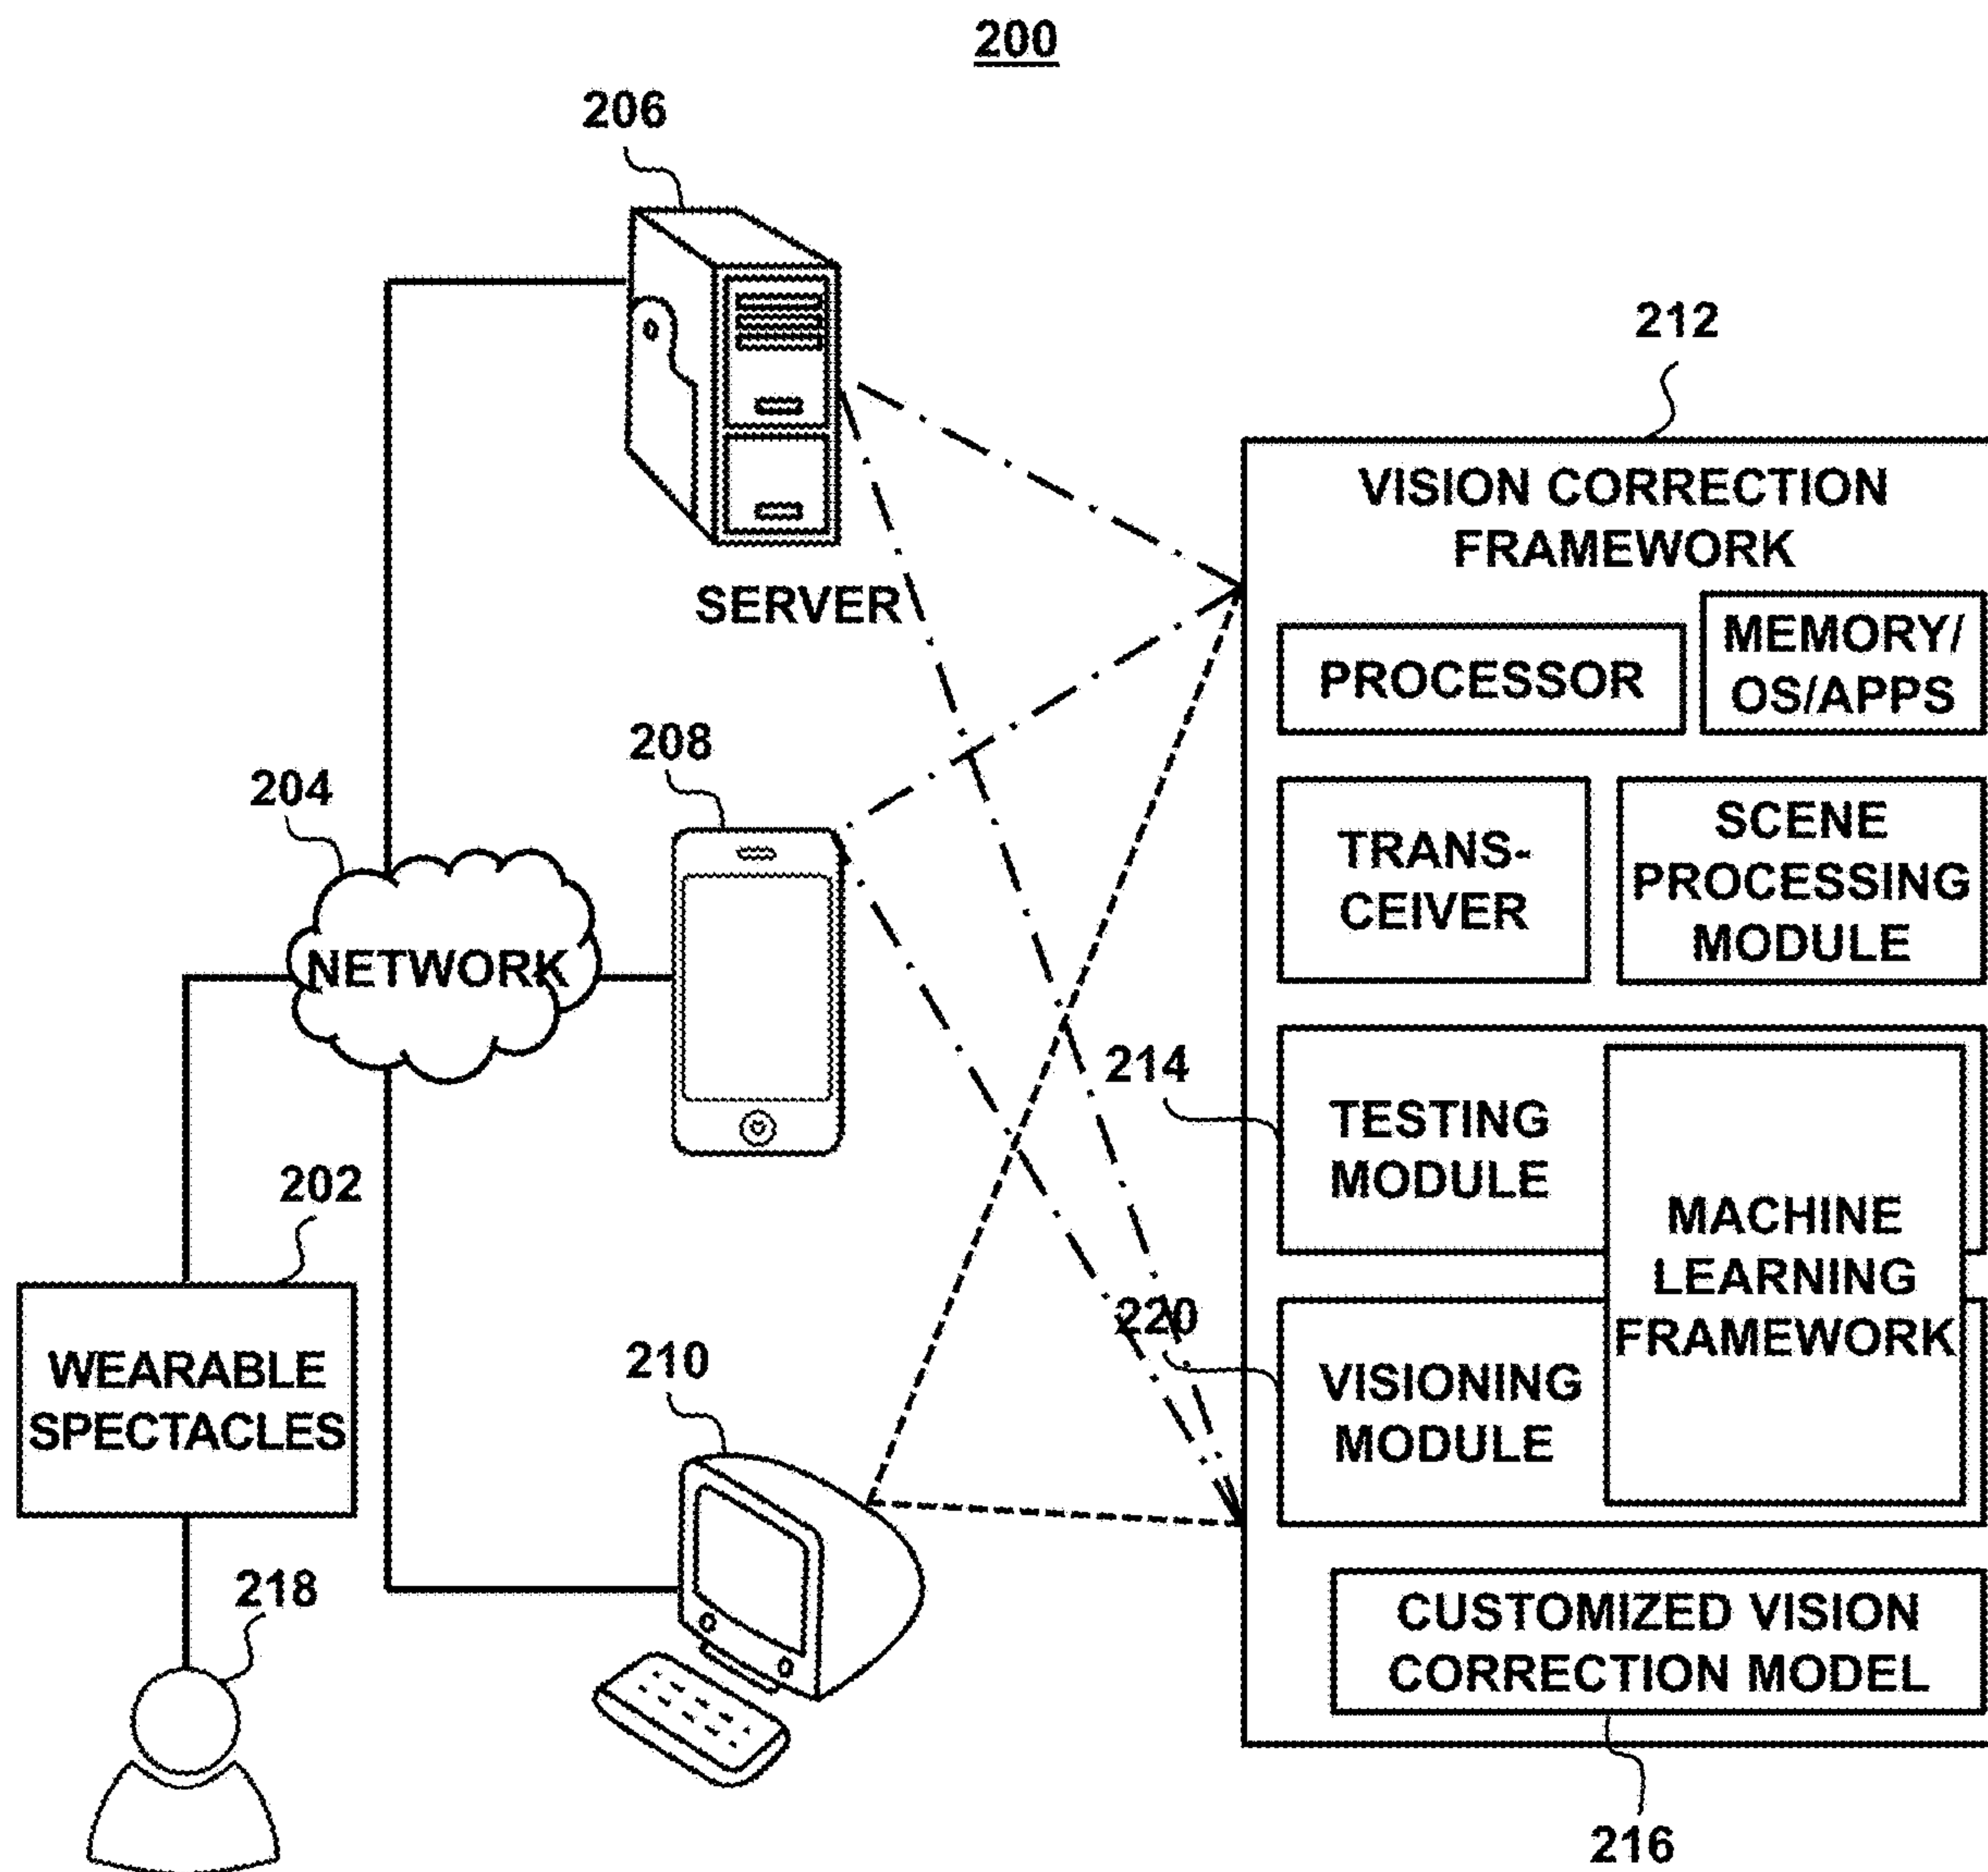 200
206
SERVER
212
VISION CORRECTION
FRAMEWORK
PROCESSOR
MEMORY/
OS/APPS
TRANS-
CEIVER
SCENE
PROCESSING
MODULE
208
204
NETWORK
214
TESTING
MODULE
MACHINE
LEARNING
FRAMEWORK
202
WEARABLE
SPECTACLES
220
VISIONING
MODULE
210
218
CUSTOMIZED VISION
CORRECTION MODEL
216